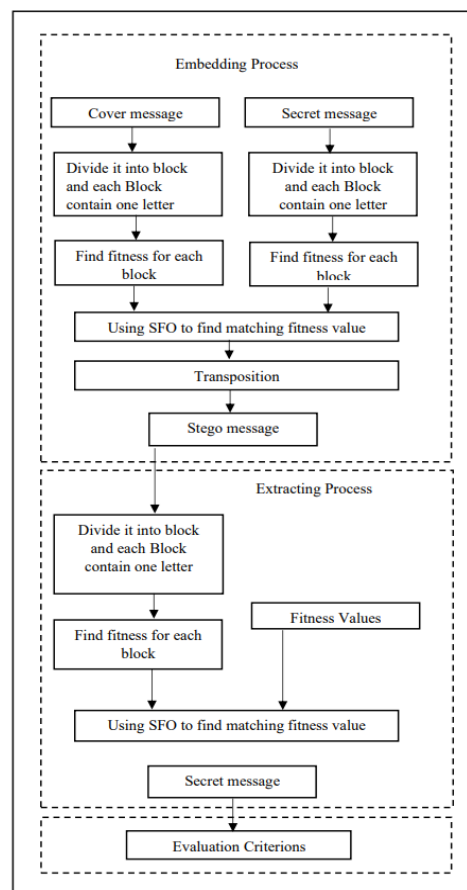 Embedding Process
Cover message
Secret message
Divide it into block
and each Block
contain one letter
Divide it into block
and each Block
contain one letter
Find fitness for each
block
Find fitness for each
block
Using SFO to find matching fitness value
Transposition
Stego message
Extracting Process
Divide it into block
and each Block
contain one letter
Fitness Values
Find fitness for each
block
Using SFO to find matching fitness value
Secret message
Evaluation Criterions